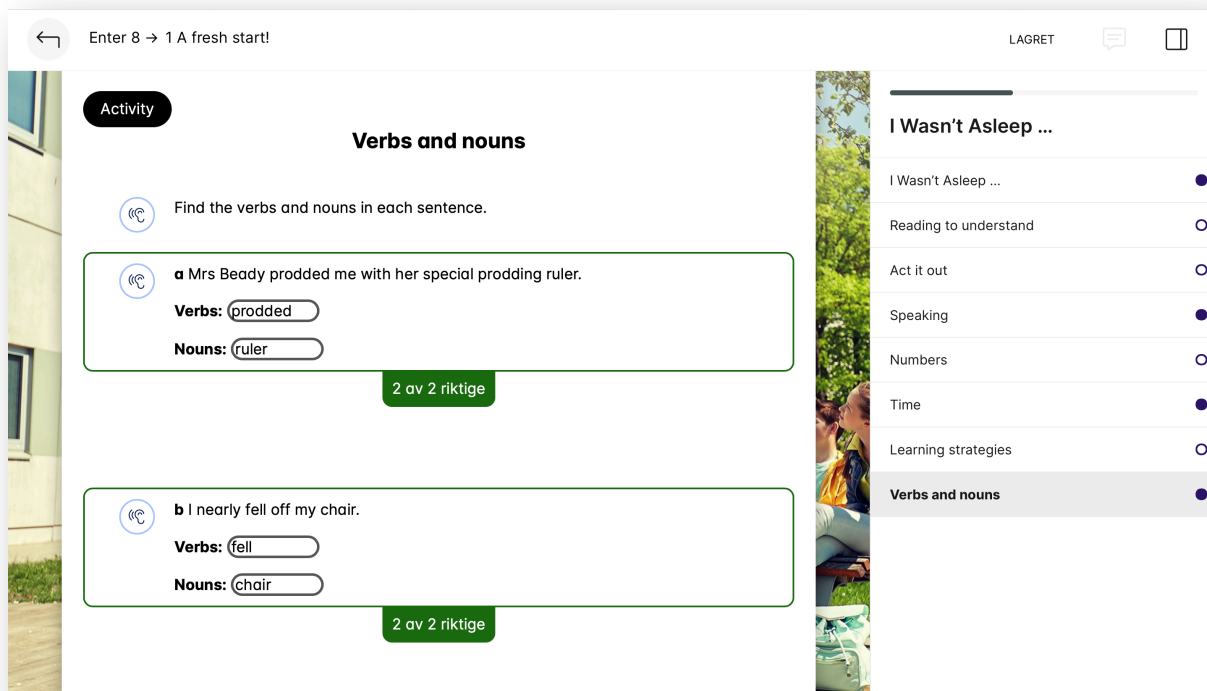 Enter 8 → 1 A fresh start!
LAGRET
Activity
Verbs and nouns
Find the verbs and nouns in each sentence.
a Mrs Beady prodded me with her special prodding ruler.
Verbs: prodded
Nouns: ruler
2 av 2 riktige
b I nearly fell off my chair.
Verbs: fell
Nouns: chair
2 av 2 riktige
I Wasn’t Asleep ...
I Wasn’t Asleep ...
Reading to understand
Act it out
Speaking
Numbers
Time
Learning strategies
Verbs and nouns